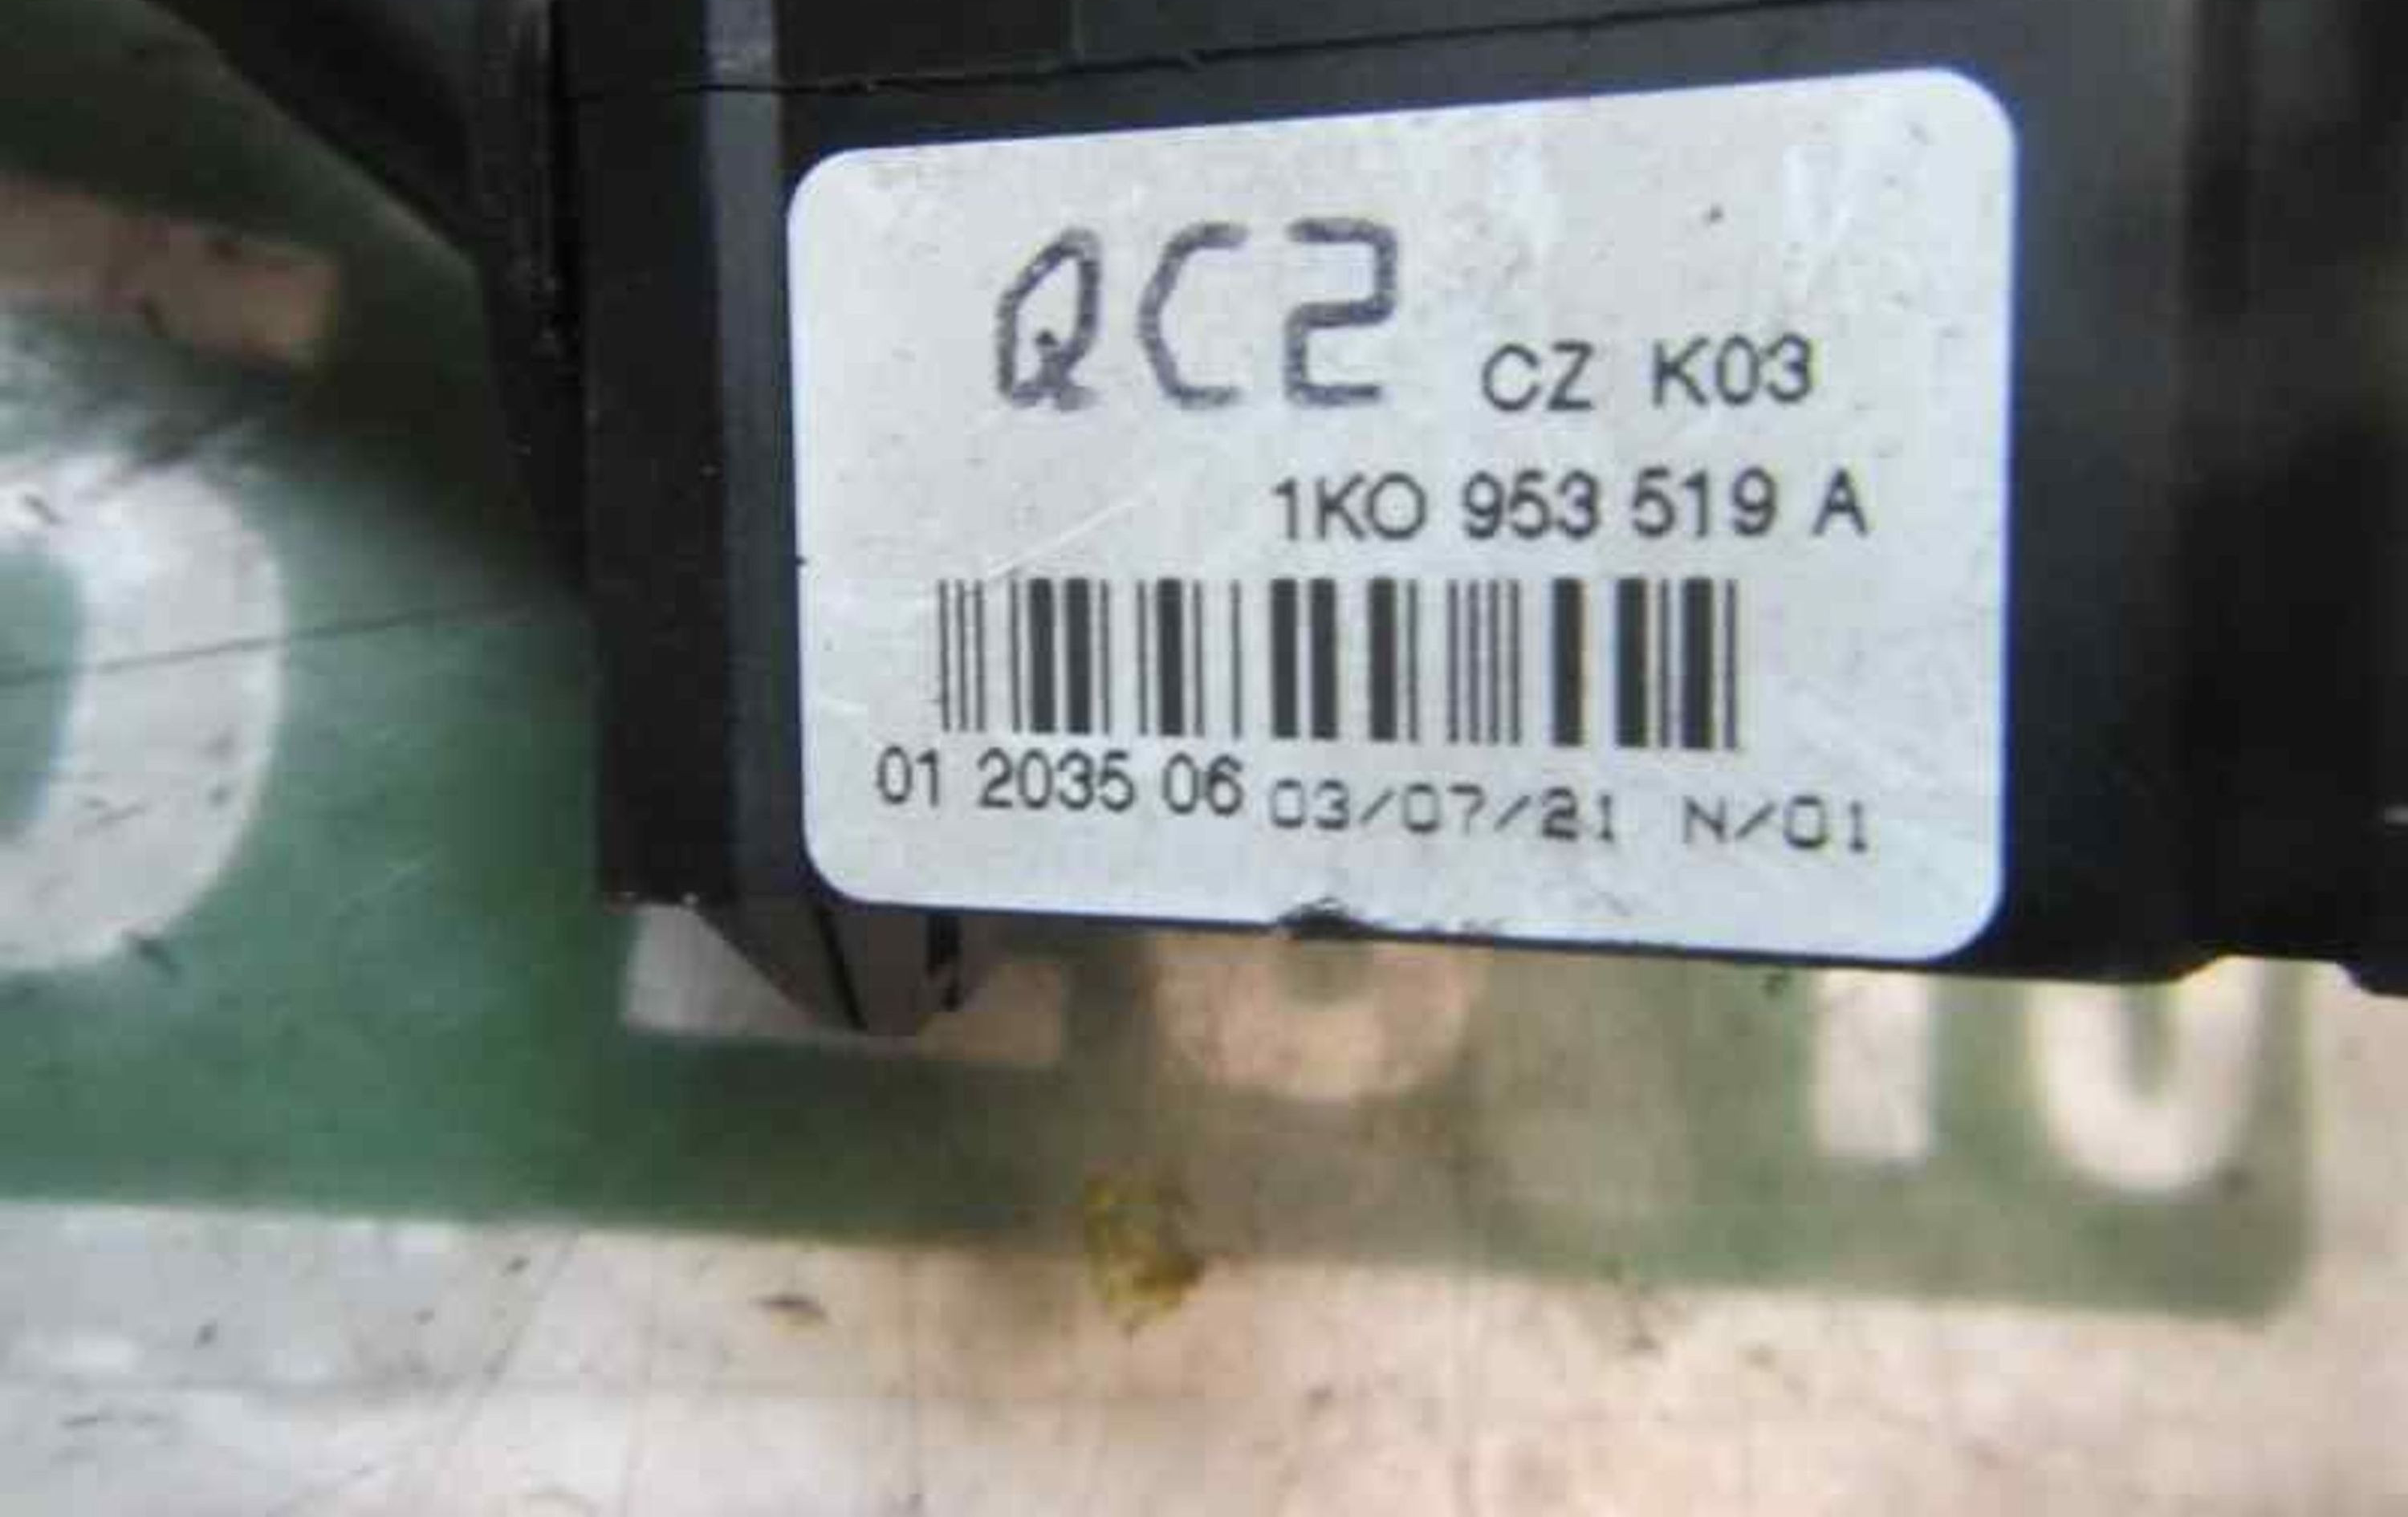 QC2 CZ K03
1KO 953 519 A
01 2035 06 03/07/21 N/01